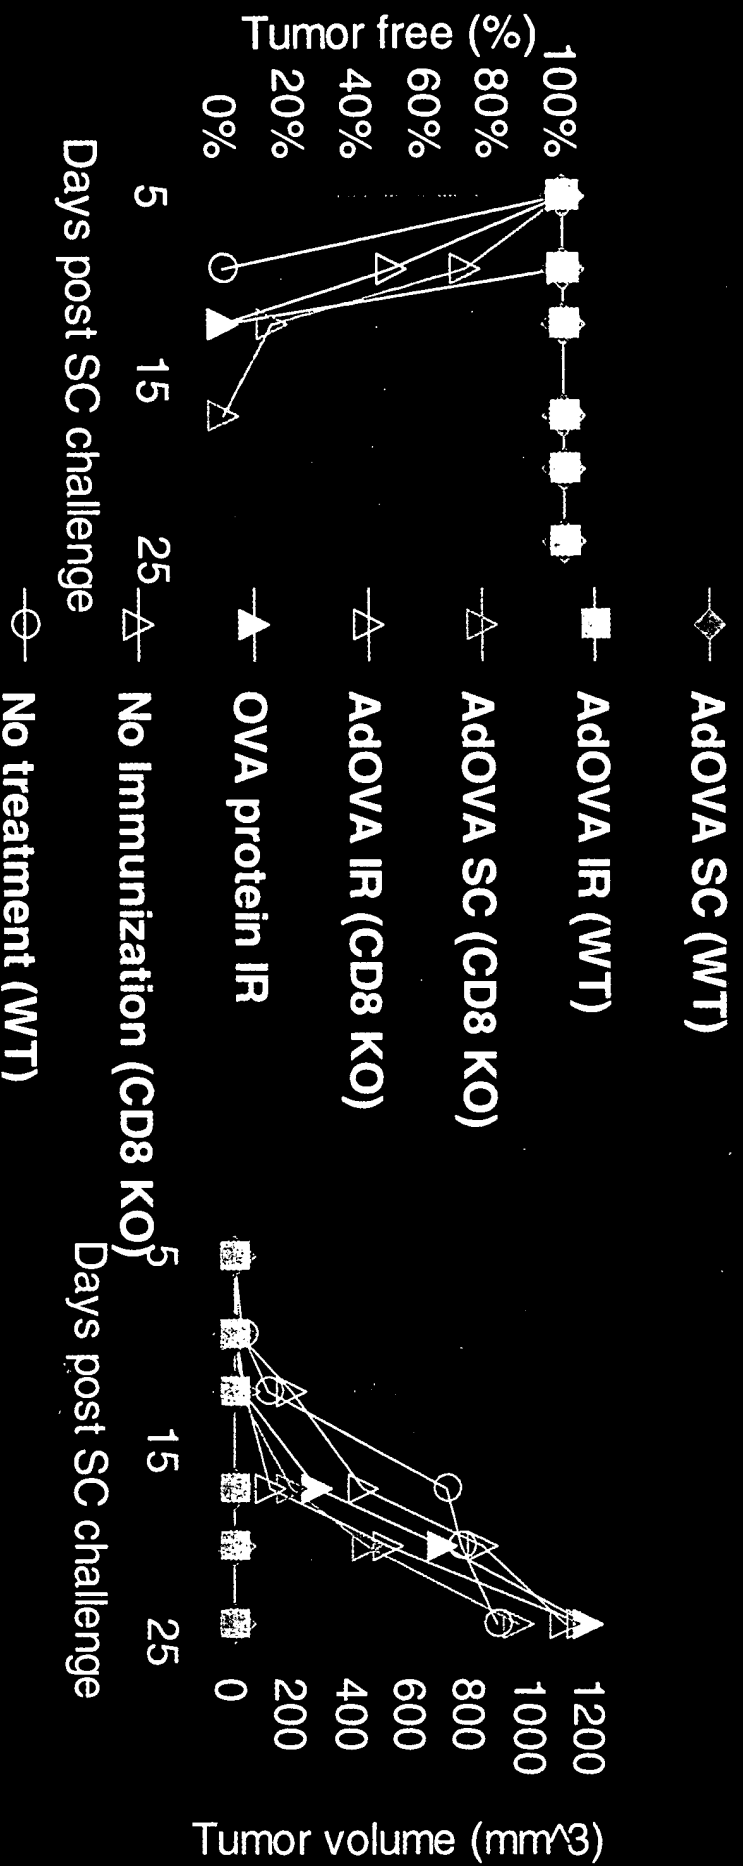 Tumor free (%)
100%
80%
60%
40%
20%
0%
5
15
25
Days post SC challenge
AdOVA SC (WT)
AdOVA IR (WT)
AdOVA SC (CD8 KO)
AdOVA IR (CD8 KO)
OVA protein IR
No Immunization (CD8 KO)
No treatment (WT)
Tumor volume (mm^3)
1200
1000
800
600
400
200
0
5
15
25
Days post SC challenge